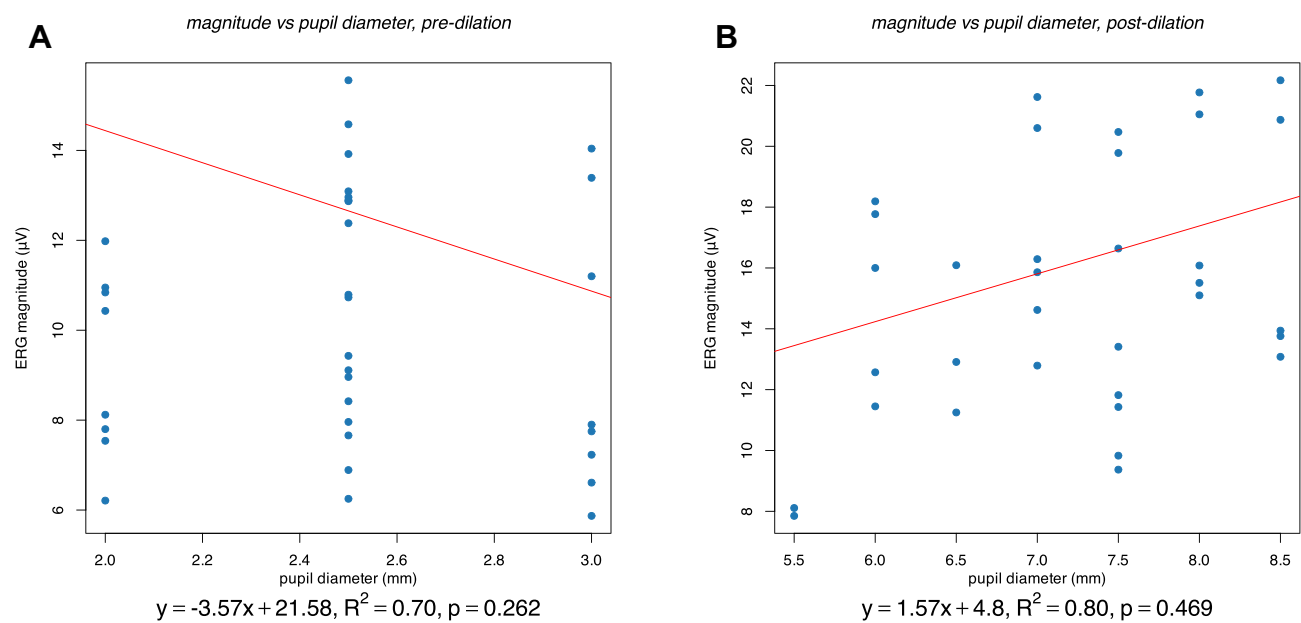 magnitude vs pupil diameter, pre-dilation
A
14
12
10
8
6
ERG magnitude (µV)
2.0 2.2 2.4 2.6 2.8 3.0
pupil diameter (mm)
y = -3.57x + 21.58, R² = 0.70, p = 0.262
magnitude vs pupil diameter, post-dilation
B
22
20
18
16
14
12
10
8
ERG magnitude (µV)
5.5 6.0 6.5 7.0 7.5 8.0 8.5
pupil diameter (mm)
y = 1.57x + 4.8, R² = 0.80, p = 0.469